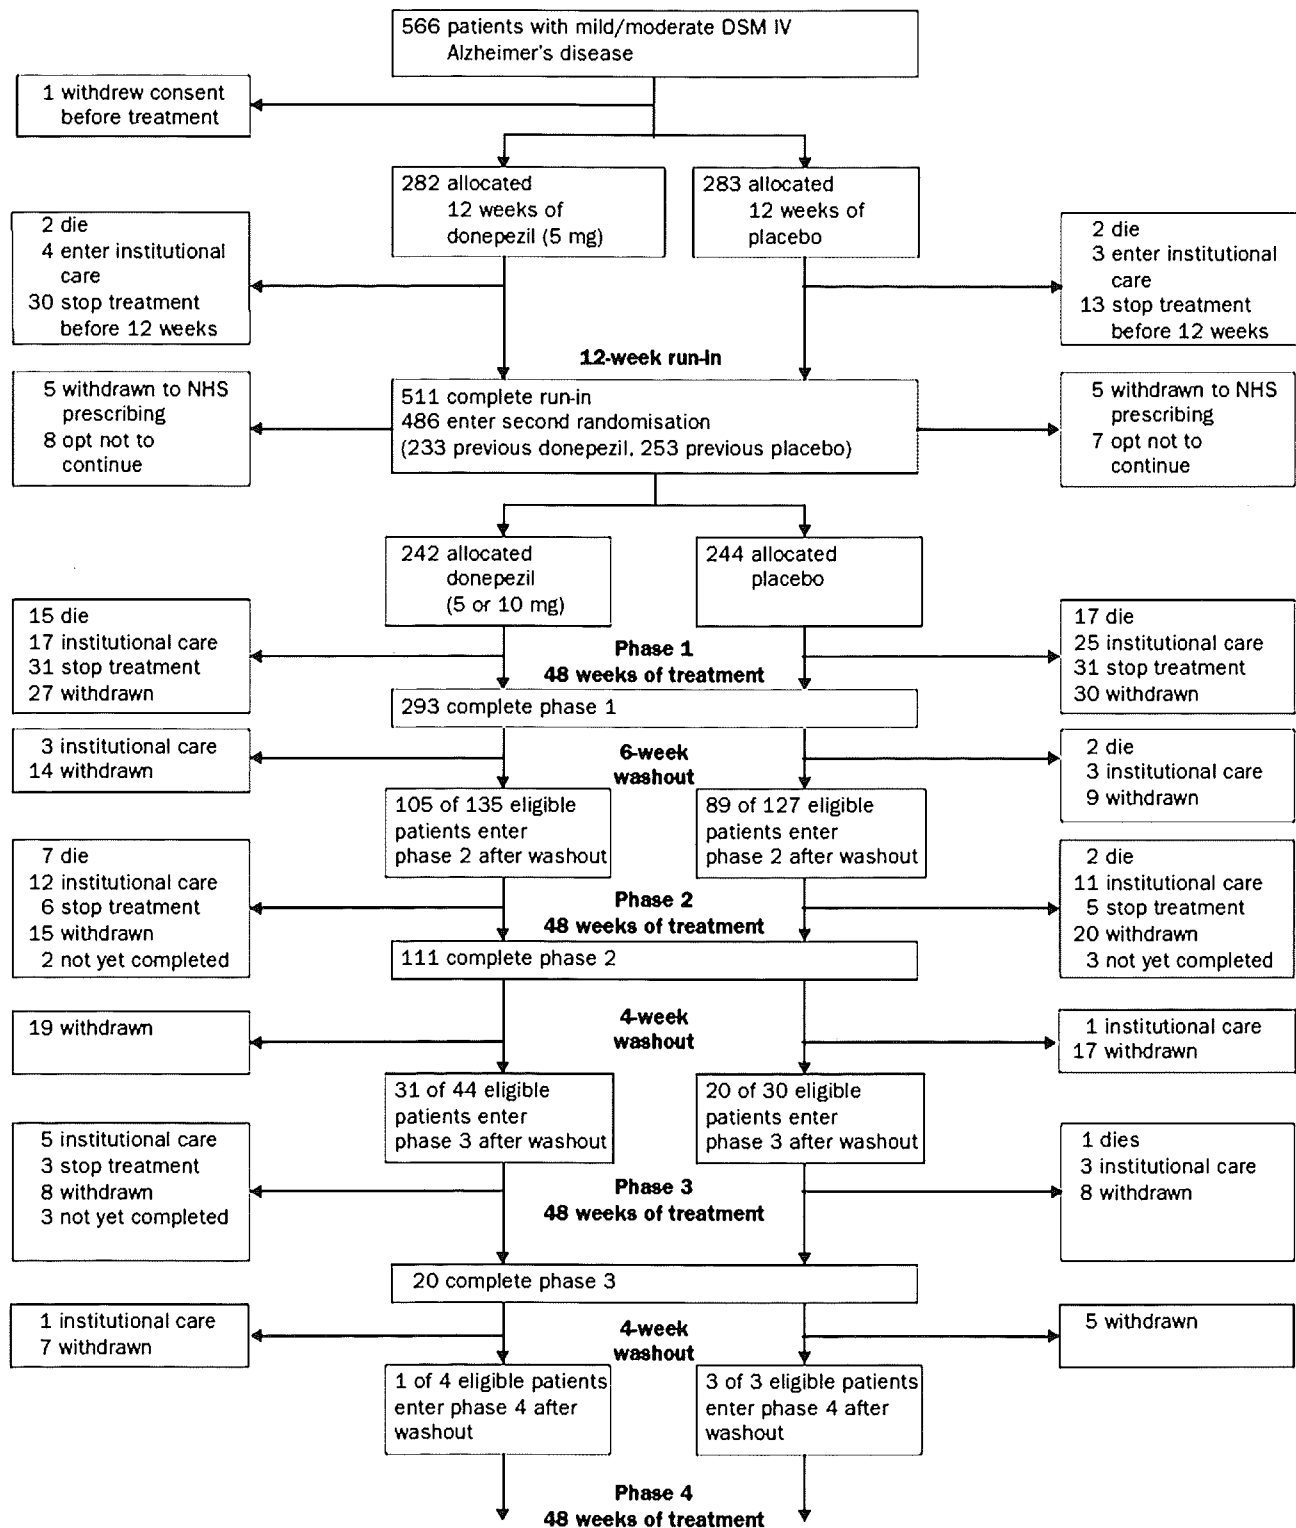 566 patients with mild/moderate DSM IV
Alzheimer's disease
1 withdrew consent
before treatment
282 allocated
12 weeks of
donepezil (5 mg)
283 allocated
12 weeks of
placebo
2 die
4 enter institutional
care
30 stop treatment
before 12 weeks
2 die
3 enter institutional
care
13 stop treatment
before 12 weeks
12-week run-in
5 withdrawn to NHS
prescribing
8 opt not to
continue
511 complete run-in
486 enter second randomisation
(233 previous donepezil, 253 previous placebo)
5 withdrawn to NHS
prescribing
7 opt not to
continue
242 allocated
donepezil
(5 or 10 mg)
244 allocated
placebo
15 die
17 institutional care
31 stop treatment
27 withdrawn
Phase 1
48 weeks of treatment
17 die
25 institutional care
31 stop treatment
30 withdrawn
293 complete phase 1
3 institutional care
14 withdrawn
6-week
washout
2 die
3 institutional care
9 withdrawn
105 of 135 eligible
patients enter
phase 2 after washout
89 of 127 eligible
patients enter
phase 2 after washout
7 die
12 institutional care
6 stop treatment
15 withdrawn
2 not yet completed
Phase 2
48 weeks of treatment
2 die
11 institutional care
5 stop treatment
20 withdrawn
3 not yet completed
111 complete phase 2
19 withdrawn
4-week
washout
1 institutional care
17 withdrawn
31 of 44 eligible
patients enter
phase 3 after washout
20 of 30 eligible
patients enter
phase 3 after washout
5 institutional care
3 stop treatment
8 withdrawn
3 not yet completed
Phase 3
48 weeks of treatment
1 dies
3 institutional care
8 withdrawn
20 complete phase 3
1 institutional care
7 withdrawn
4-week
washout
5 withdrawn
1 of 4 eligible patients
enter phase 4 after
washout
3 of 3 eligible patients
enter phase 4 after
washout
Phase 4
48 weeks of treatment